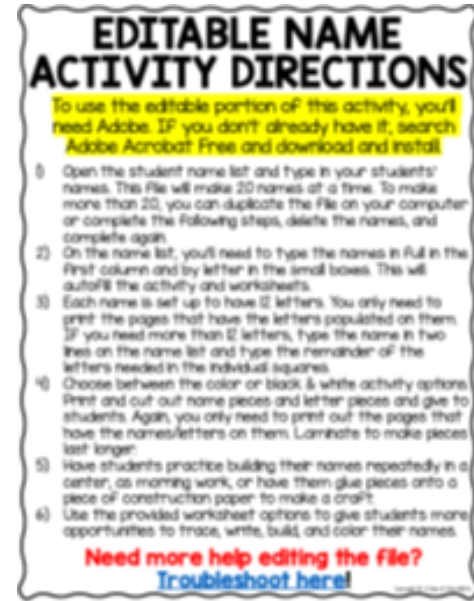 EDITABLE NAME
ACTIVITY DIRECTIONS
To use the editable portion of this activity, you'll
need Adobe. IF you don't already have it, search
Adobe Acrobat Free and download and install.
1) Open the student name list and type in your students'
names. This file will make 20 names at a time. To make
more than 20, you can duplicate the file on your computer
or complete the following steps, delete the names, and
complete again.
2) On the name list, you'll need to type the names in full in the
first column and by letter in the small boxes. This will
autofill the activity and worksheets.
3) Each name is set up to have 12 letters. You only need to
print the pages that have the letters populated on them.
IF you need more than 12 letters, type the name in two
lines on the name list and type the remainder of the
letters needed in the individual squares.
4) Choose between the color or black & white activity options.
Print and cut out name pieces and letter pieces and give to
students. Again, you only need to print out the pages that
have the names/letters on them. Laminate to make pieces
last longer.
5) Have students practice building their names repeatedly in a
center, as morning work, or have them glue pieces onto a
piece of construction paper to make a craft.
6) Use the provided worksheet options to give students more
opportunities to trace, write, build, and color their names.
Need more help editing the file?
Troubleshoot here!